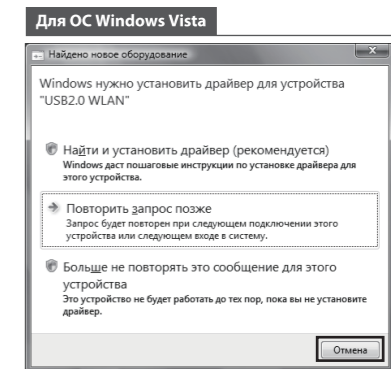 Для ОС Windows Vista
Найдено новое оборудование
Windows нужно установить драйвер для устройства
"USB2.0 WLAN"
Найти и установить драйвер (рекомендуется)
Windows даст пошаговые инструкции по установке драйвера для
этого устройства.
Повторить запрос позже
Запрос будет повторен при следующем подключении этого
устройства или следующем входе в систему.
Больше не повторять это сообщение для этого
устройства
Это устройство не будет работать до тех пор, пока вы не установите
драйвер.
Отмена